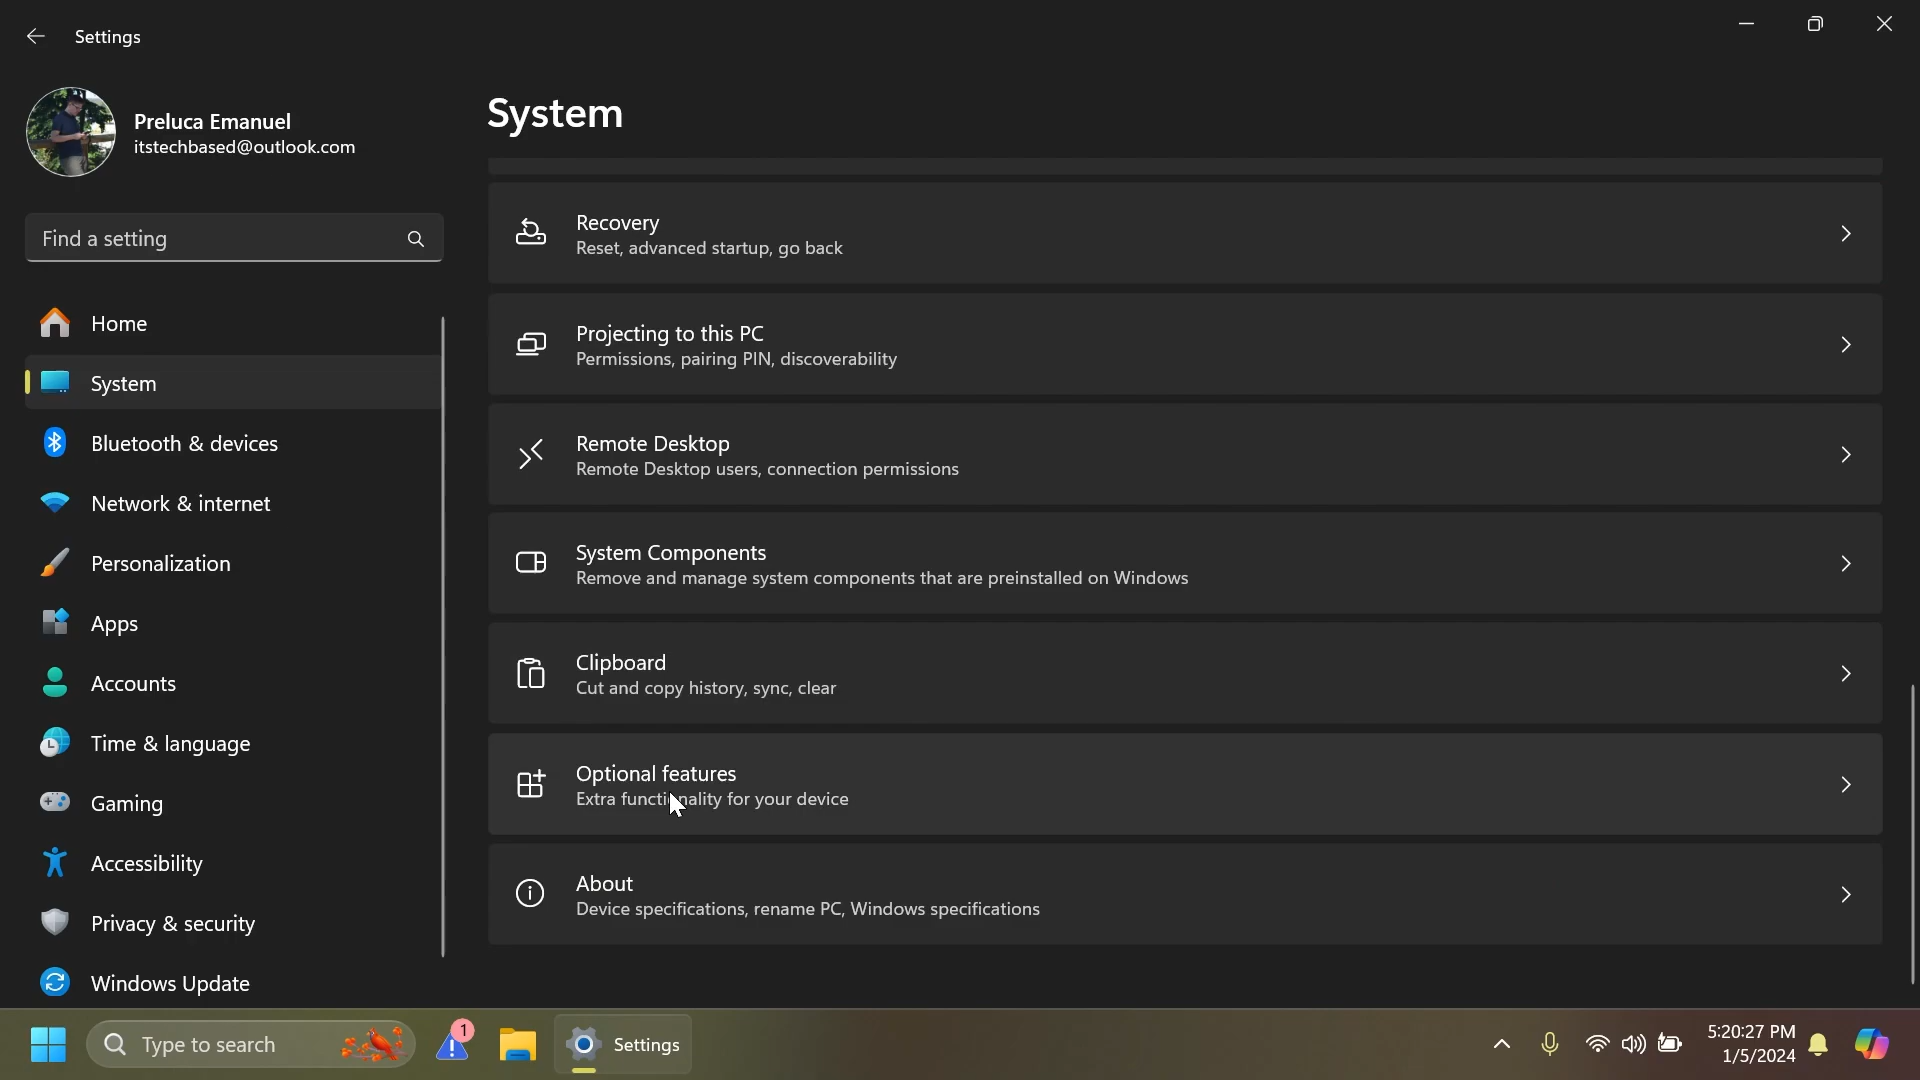 Settings
Preluca Emanuel
itstechbased@outlook.com
Find a setting
Home
System
Bluetooth & devices
Network & internet
Personalization
Apps
Accounts
Time & language
Gaming
Accessibility
Privacy & security
Windows Update
System
Recovery
Reset, advanced startup, go back
Projecting to this PC
Permissions, pairing PIN, discoverability
Remote Desktop
Remote Desktop users, connection permissions
System Components
Remove and manage system components that are preinstalled on Windows
Clipboard
Cut and copy history, sync, clear
Optional features
Extra functionality for your device
About
Device specifications, rename PC, Windows specifications
Type to search
1
Settings
5:20:27 PM
1/5/2024